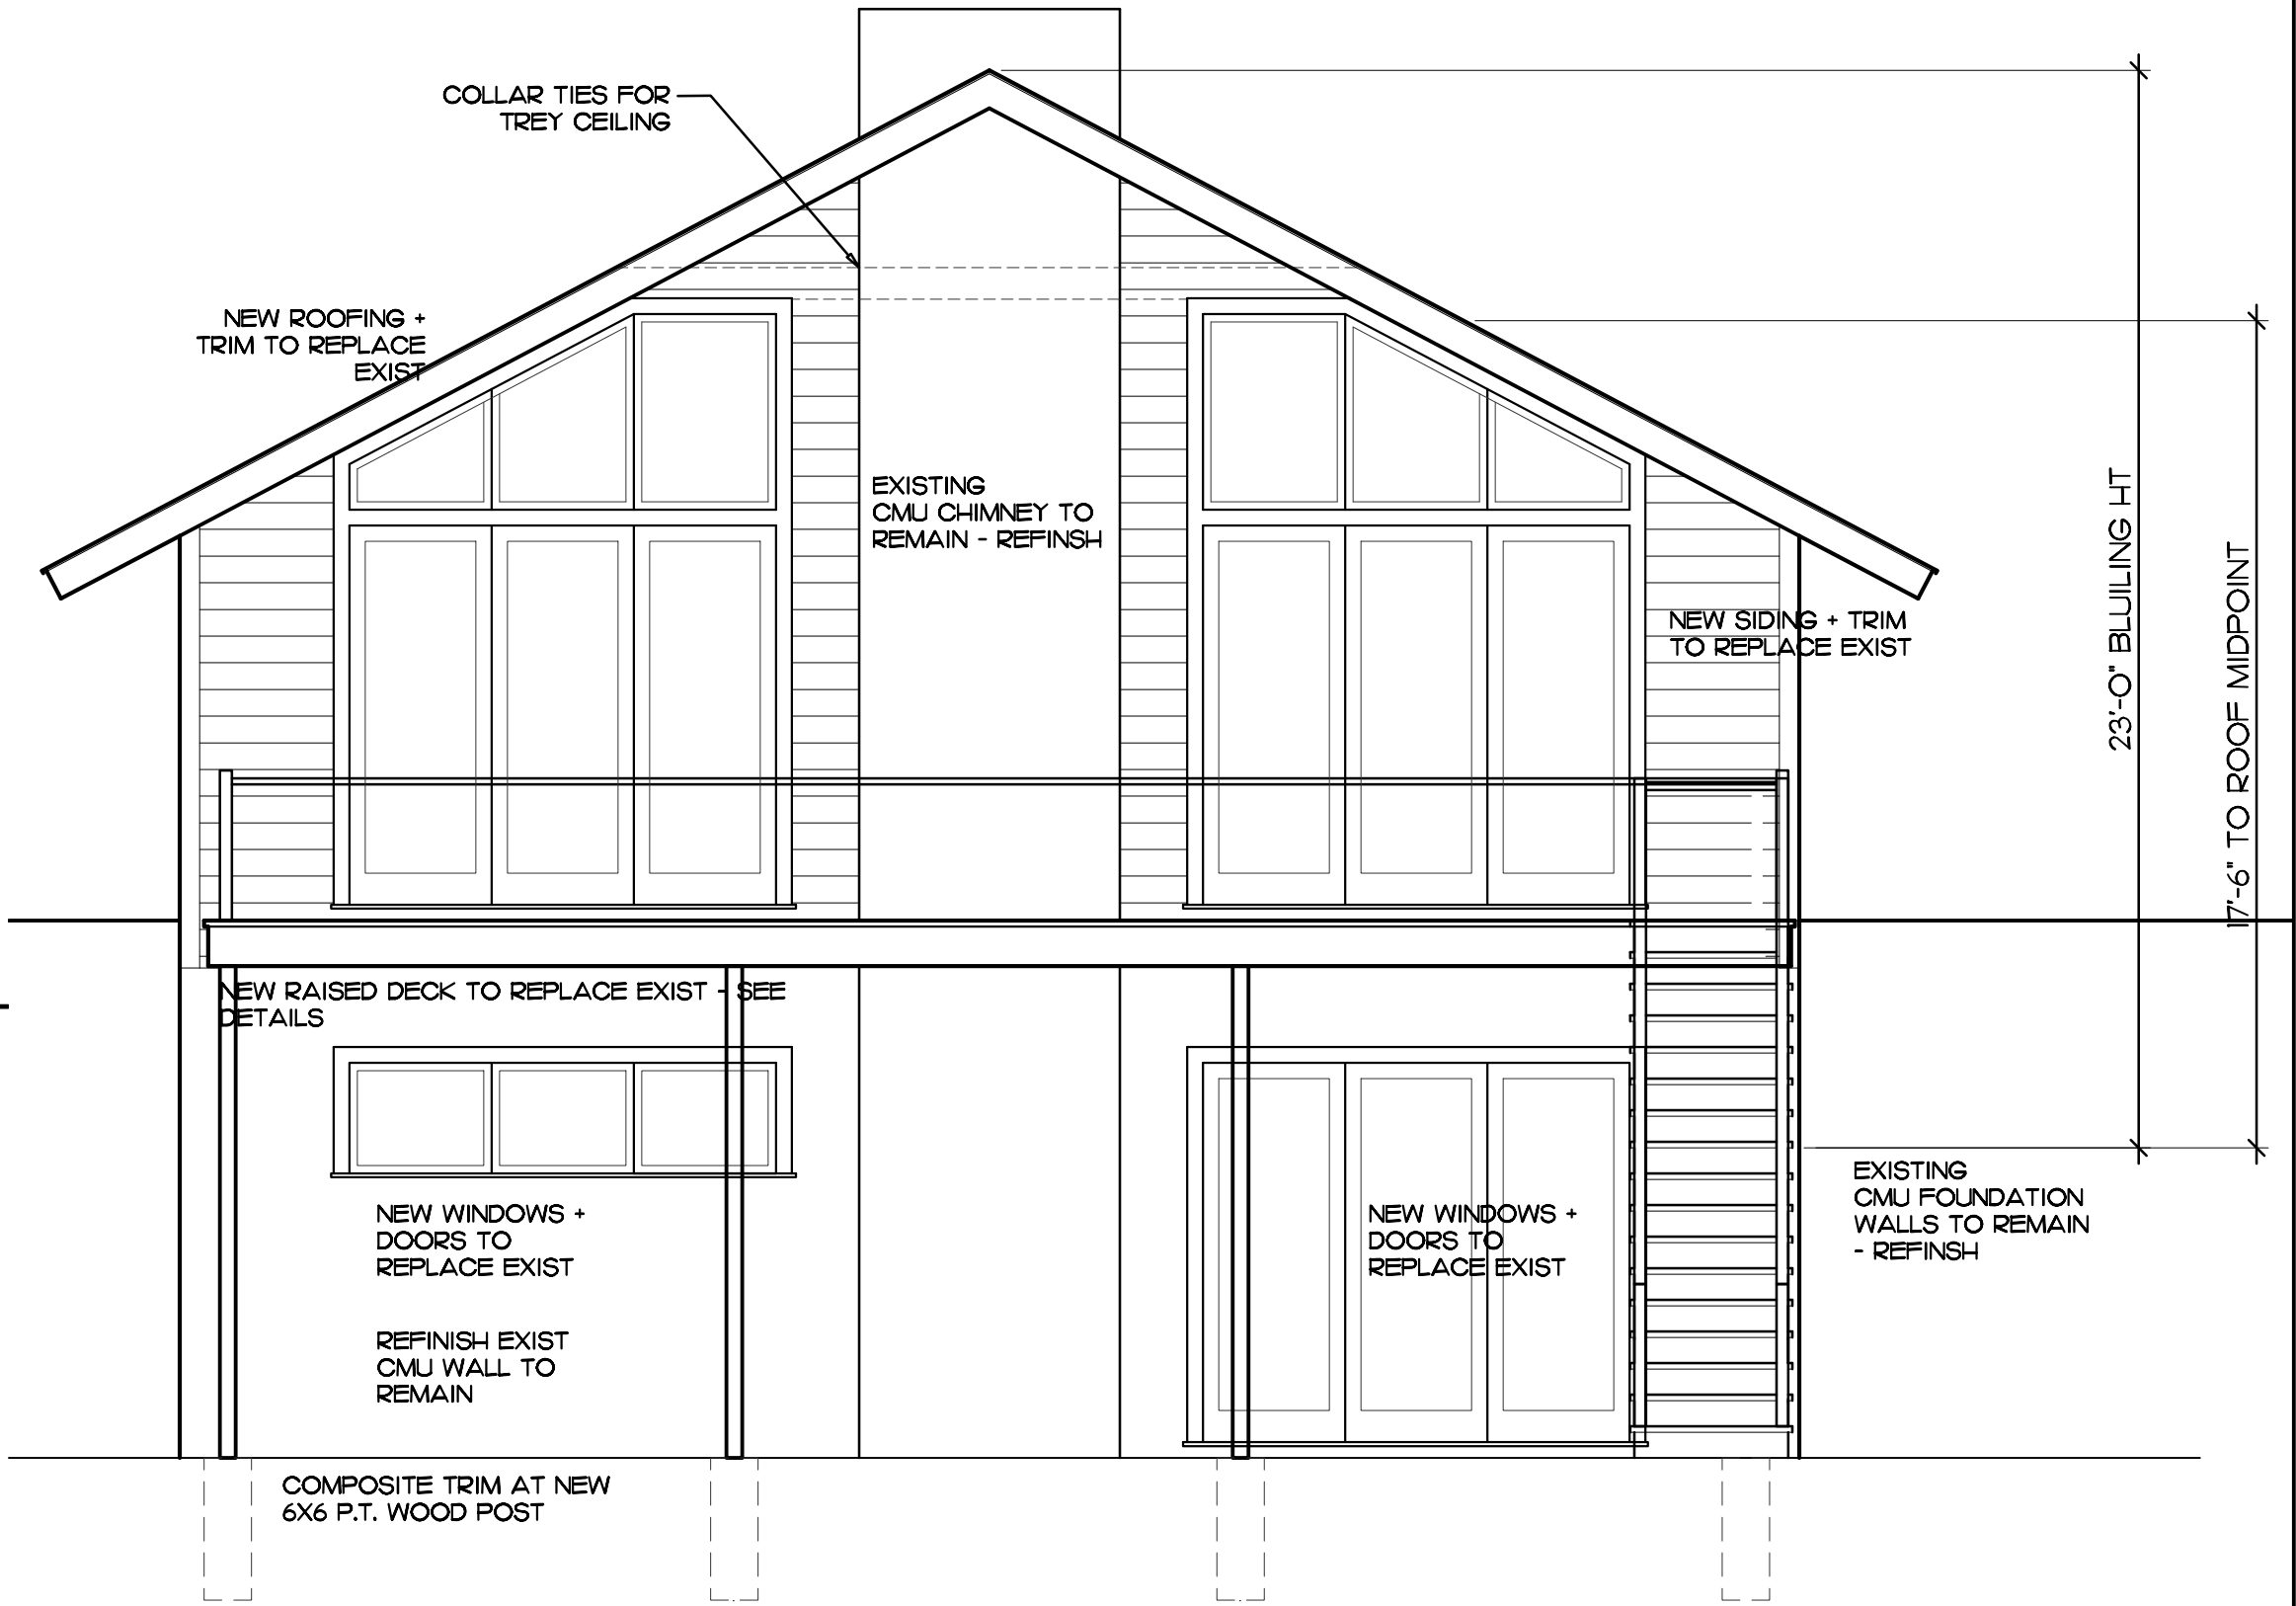 COLLAR TIES FOR
TREY CEILING
NEW ROOFING +
TRIM TO REPLACE
EXIST
EXISTING
CMU CHIMNEY TO
REMAIN - REFINSH
NEW SIDING + TRIM
TO REPLACE EXIST
23'-0" BLUILING HT
17'-6" TO ROOF MIDPOINT
NEW RAISED DECK TO REPLACE EXIST - SEE
DETAILS
NEW WINDOWS +
DOORS TO
REPLACE EXIST
REFINISH EXIST
CMU WALL TO
REMAIN
NEW WINDOWS +
DOORS TO
REPLACE EXIST
EXISTING
CMU FOUNDATION
WALLS TO REMAIN
- REFINSH
COMPOSITE TRIM AT NEW
6X6 P.T. WOOD POST